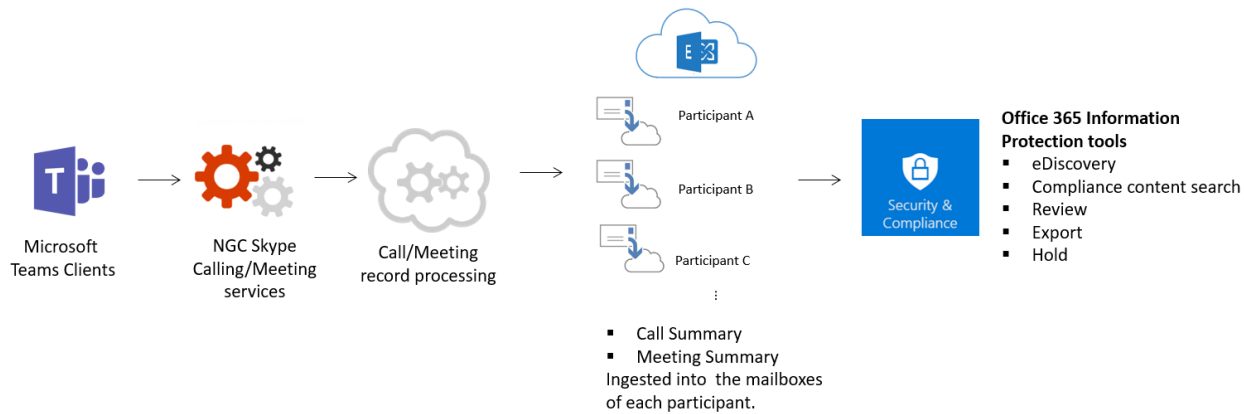 Microsoft
Teams Clients
NGC Skype
Calling/Meeting
services
Call/Meeting
record processing
Participant A
Participant B
Participant C
⁞
▪ Call Summary
▪ Meeting Summary
Ingested into the mailboxes
of each participant.
Security &
Compliance
Office 365 Information
Protection tools
▪ eDiscovery
▪ Compliance content search
▪ Review
▪ Export
▪ Hold
T
E
X